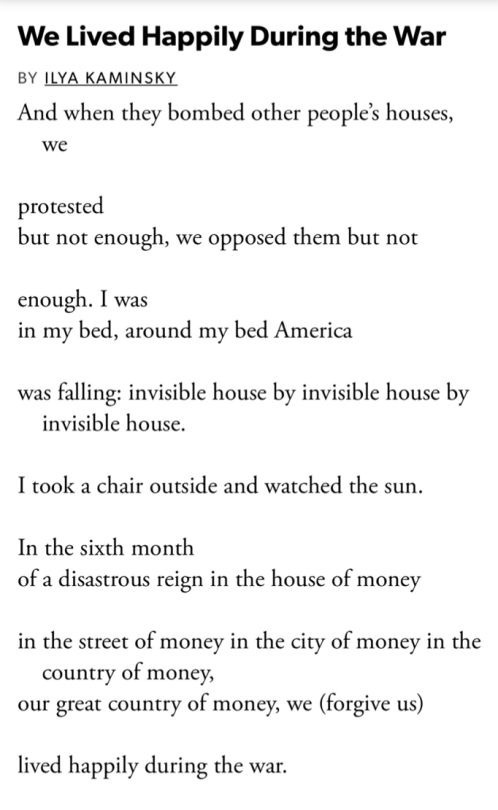 We Lived Happily During the War
BY ILYA KAMINSKY
And when they bombed other people’s houses,
we
protested
but not enough, we opposed them but not
enough. I was
in my bed, around my bed America
was falling: invisible house by invisible house by
invisible house.
I took a chair outside and watched the sun.
In the sixth month
of a disastrous reign in the house of money
in the street of money in the city of money in the
country of money,
our great country of money, we (forgive us)
lived happily during the war.